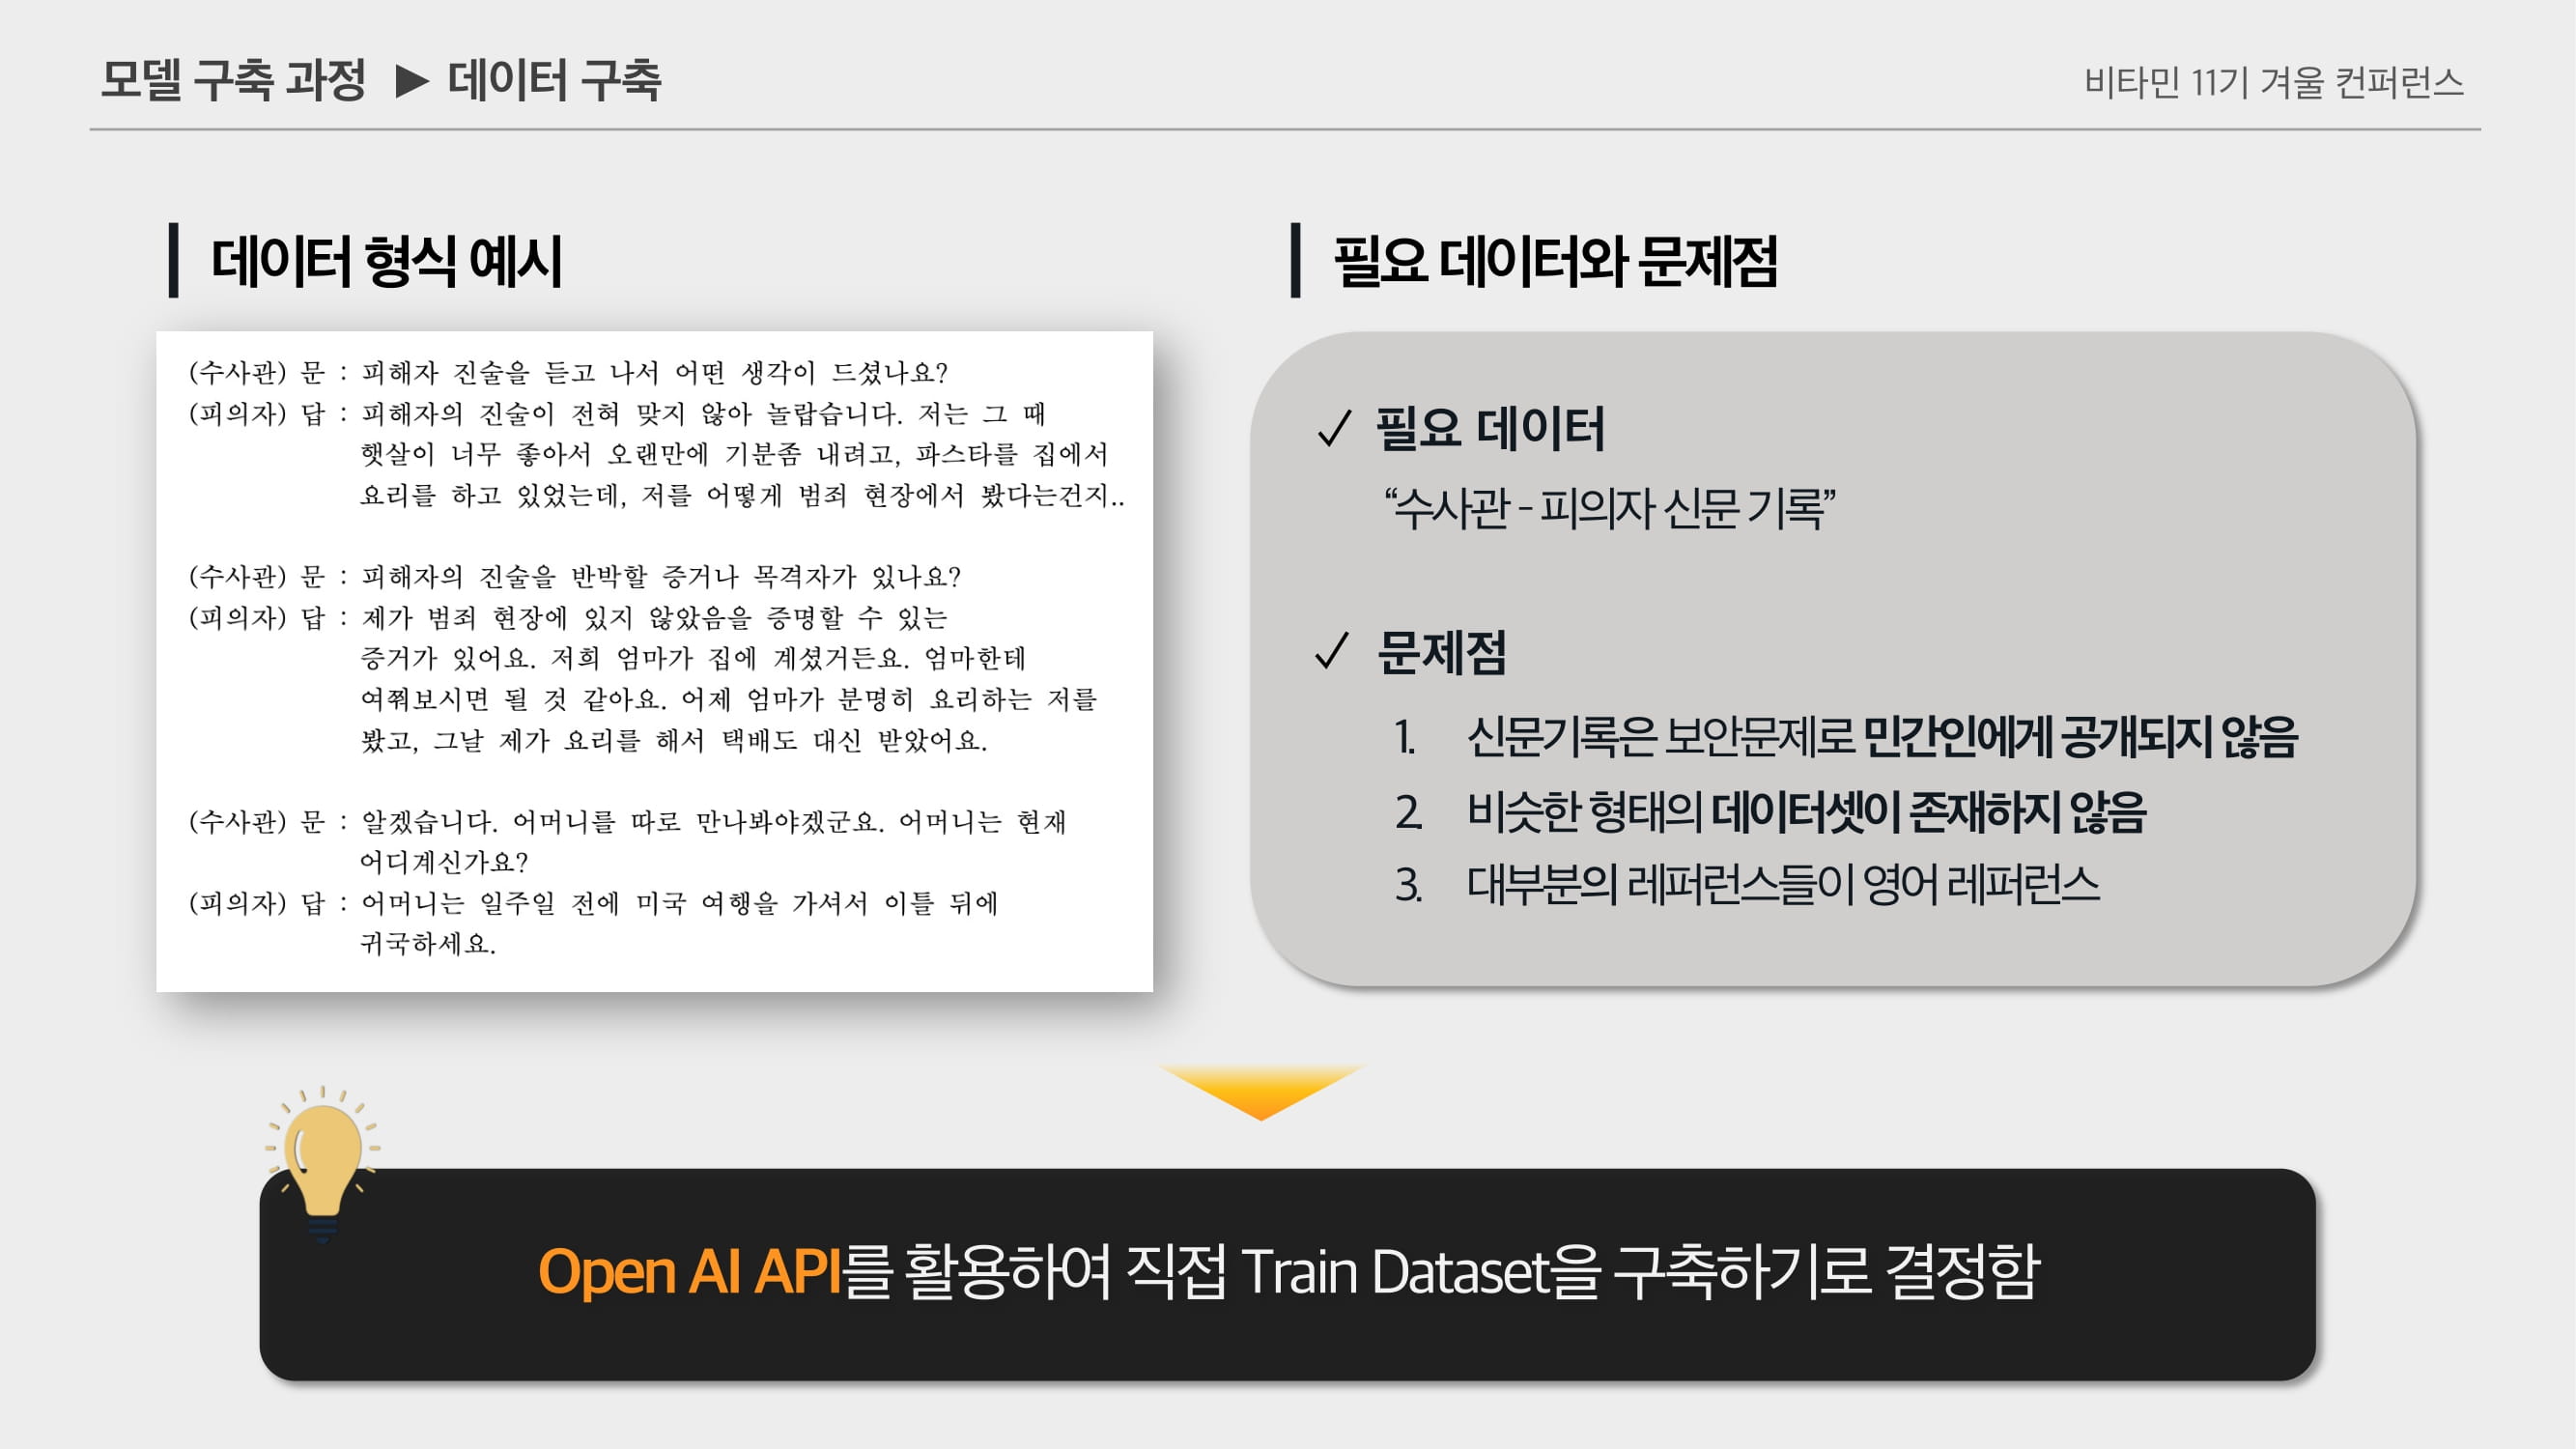 모델 구축 과정 ▶ 데이터 구축
비타민 11기 겨울 컨퍼런스
데이터 형식 예시
(수사관) 문 : 피해자 진술을 듣고 나서 어떤 생각이 드셨나요?
(피의자) 답 : 피해자의 진술이 전혀 맞지 않아 놀랍습니다. 저는 그 때
햇살이 너무 좋아서 오랜만에 기분좀 내려고, 파스타를 집에서
요리를 하고 있었는데, 저를 어떻게 범죄 현장에서 봤다는건지..
(수사관) 문 : 피해자의 진술을 반박할 증거나 목격자가 있나요?
(피의자) 답 : 제가 범죄 현장에 있지 않았음을 증명할 수 있는
증거가 있어요. 저희 엄마가 집에 계셨거든요. 엄마한테
여쭤보시면 될 것 같아요. 어제 엄마가 분명히 요리하는 저를
봤고, 그날 제가 요리를 해서 택배도 대신 받았어요.
(수사관) 문 : 알겠습니다. 어머니를 따로 만나봐야겠군요. 어머니는 현재
어디계신가요?
(피의자) 답 : 어머니는 일주일 전에 미국 여행을 가셔서 이틀 뒤에
귀국하세요.
필요 데이터와 문제점
✓ 필요 데이터
“수사관 - 피의자 신문 기록”
✓ 문제점
1. 신문기록은 보안문제로 민간인에게 공개되지 않음
2. 비슷한 형태의 데이터셋이 존재하지 않음
3. 대부분의 레퍼런스들이 영어 레퍼런스
Open AI API를 활용하여 직접 Train Dataset을 구축하기로 결정함